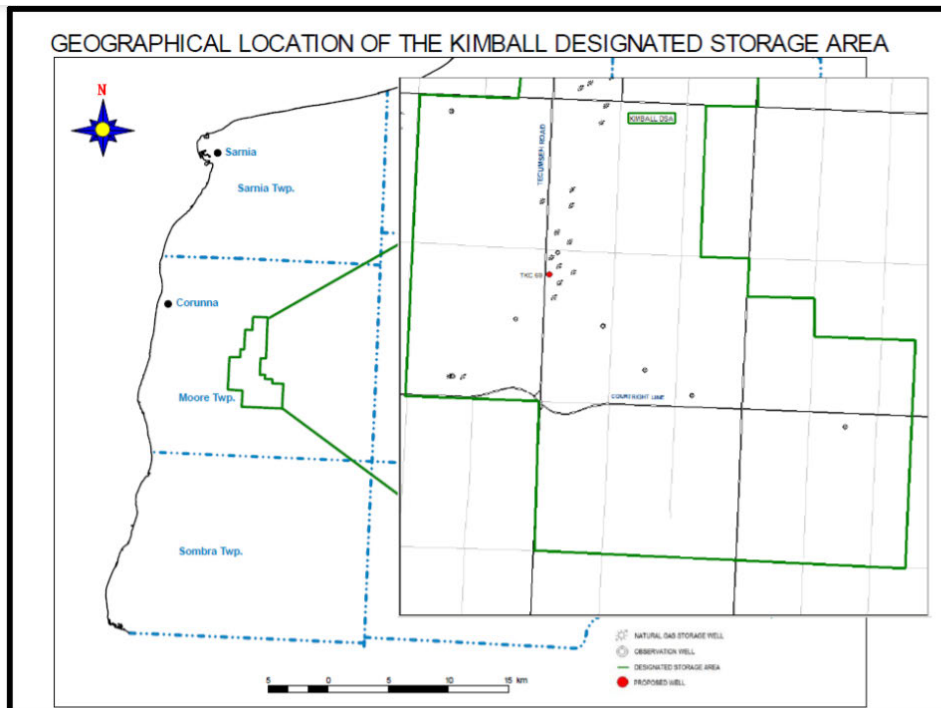 GEOGRAPHICAL LOCATION OF THE KIMBALL DESIGNATED STORAGE AREA
N
Sarnia
Sarnia Twp.
Corunna
Moore Twp.
Sombra Twp.
KIMBALL DSA
TECUMSEH ROAD
COURTRIGHT LINE
NATURAL GAS STORAGE WELL
OBSERVATION WELL
DESIGNATED STORAGE AREA
PROPOSED WELL
5 0 5 10 15 km